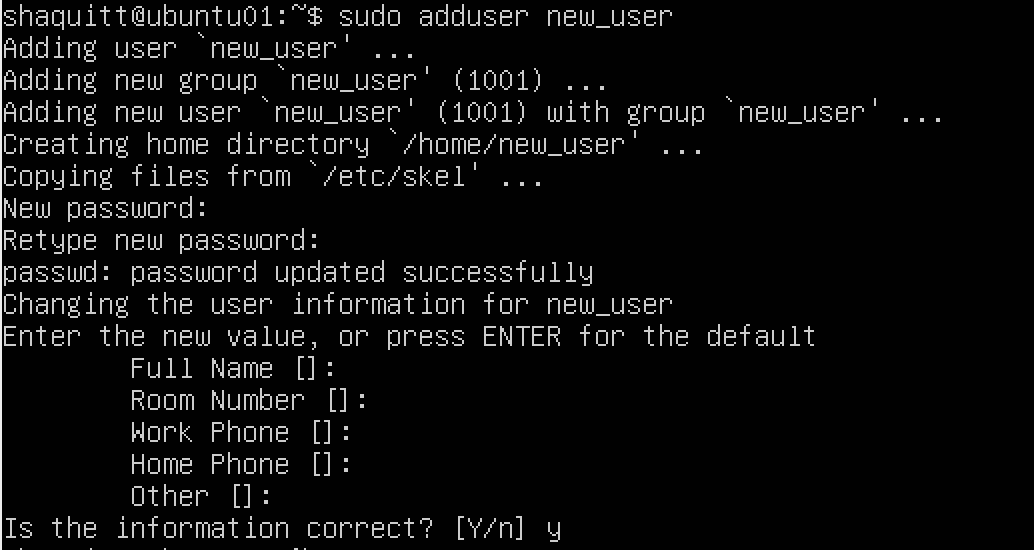 shaquitt@ubuntu01:~$ sudo adduser new_user
Adding user `new_user' ...
Adding new group `new_user' (1001) ...
Adding new user `new_user' (1001) with group `new_user' ...
Creating home directory `/home/new_user' ...
Copying files from `/etc/skel' ...
New password:
Retype new password:
passwd: password updated successfully
Changing the user information for new_user
Enter the new value, or press ENTER for the default
Full Name []:
Room Number []:
Work Phone []:
Home Phone []:
Other []:
Is the information correct? [Y/n] y